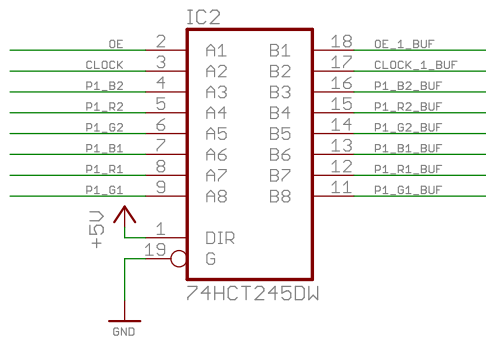 IC2
OE 2 A1 B1 18 OE_1_BUF
CLOCK 3 A2 B2 17 CLOCK_1_BUF
P1_B2 4 A3 B3 16 P1_B2_BUF
P1_R2 5 A4 B4 15 P1_R2_BUF
P1_G2 6 A5 B5 14 P1_G2_BUF
P1_B1 7 A6 B6 13 P1_B1_BUF
P1_R1 8 A7 B7 12 P1_R1_BUF
P1_G1 9 A8 B8 11 P1_G1_BUF
+5V
1 DIR
19 G
74HCT245DW
GND